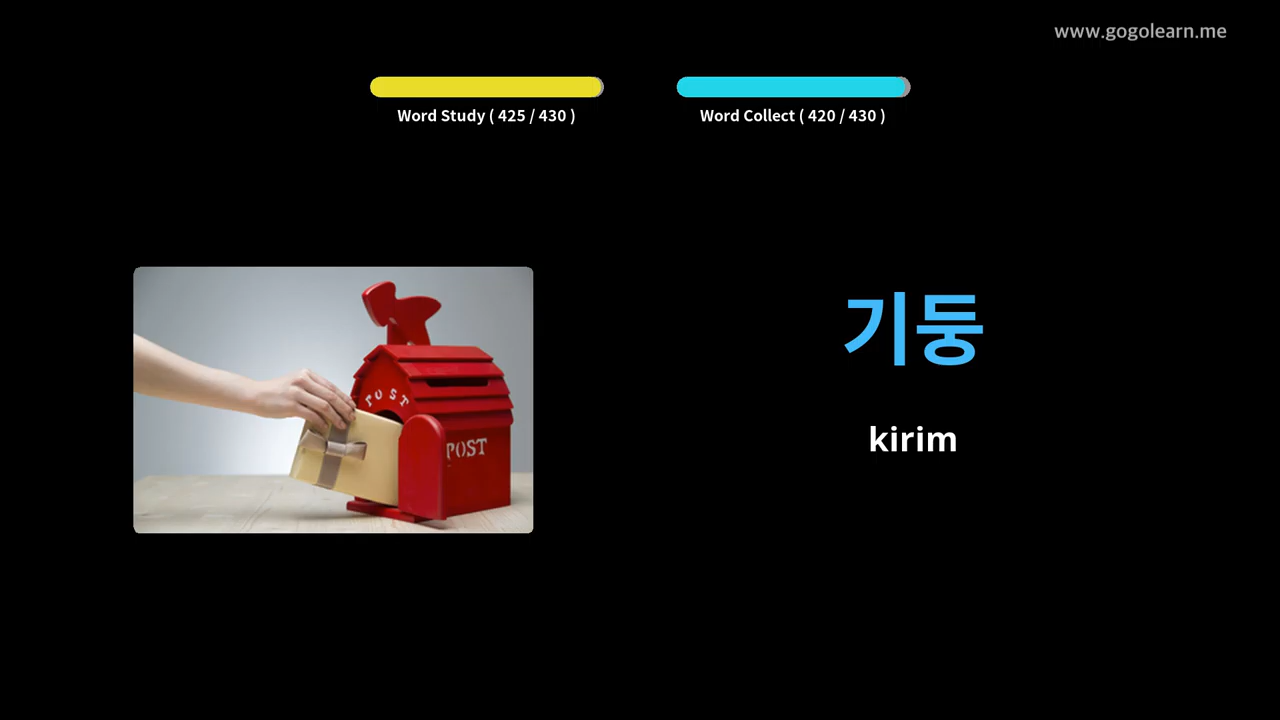 www.gogolearn.me
Word Study ( 425 / 430 )
Word Collect ( 420 / 430 )
POST
POST
기둥
kirim